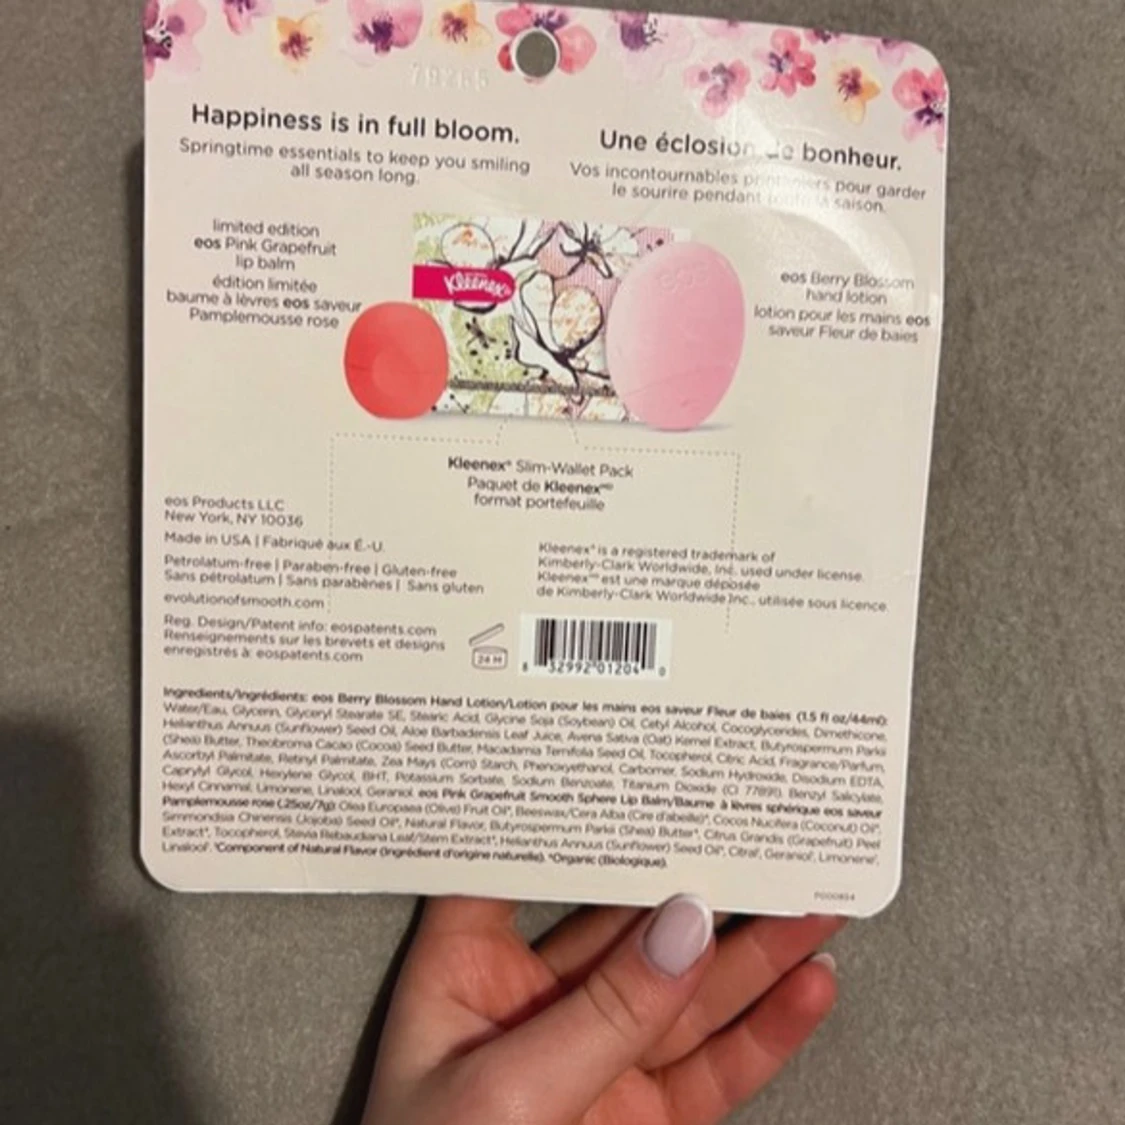 79265
Happiness is in full bloom.
Springtime essentials to keep you smiling
all season long.
Une éclosion de bonheur.
Vos incontournables printaniers pour garder
le sourire pendant toute la saison.
limited edition
eos Pink Grapefruit
lip balm
édition limitée
baume à lèvres eos saveur
Pamplemousse rose
Kleenex
eos
eos Berry Blossom
hand lotion
lotion pour les mains eos
saveur Fleur de baies
Kleenex® Slim-Wallet Pack
Paquet de Kleenex
format portefeuille
eos Products LLC
New York, NY 10036
Made in USA | Fabriqué aux É.-U.
Petrolatum-free | Paraben-free | Gluten-free
Sans pétrolatum | Sans parabènes | Sans gluten
evolutionofsmooth.com
Reg. Design/Patent info: eospatents.com
Renseignements sur les brevets et designs
enregistrés à: eospatents.com
Kleenex® is a registered trademark of
Kimberly-Clark Worldwide, Inc. used under license.
Kleenex est une marque déposée
de Kimberly-Clark Worldwide Inc., utilisée sous licence.
24 M
8 32992 01204 0
Ingredients/Ingrédients: eos Berry Blossom Hand Lotion/Lotion pour les mains eos saveur Fleur de baies (1.5 fl oz/44ml):
Water/Eau, Glycerin, Glyceryl Stearate SE, Stearic Acid, Glycine Soja (Soybean) Oil, Cetyl Alcohol, Cocoglycerides, Dimethicone,
Helianthus Annuus (Sunflower) Seed Oil, Aloe Barbadensis Leaf Juice, Avena Sativa (Oat) Kernel Extract, Butyrospermum Parkii
(Shea) Butter, Theobroma Cacao (Cocoa) Seed Butter, Macadamia Ternifolia Seed Oil, Tocopherol, Citric Acid, Fragrance/Parfum,
Ascorbyl Palmitate, Retinyl Palmitate, Zea Mays (Corn) Starch, Phenoxyethanol, Carbomer, Sodium Hydroxide, Disodium EDTA,
Caprylyl Glycol, Hexylene Glycol, BHT, Potassium Sorbate, Sodium Benzoate, Titanium Dioxide (CI 77891), Benzyl Salicylate,
Hexyl Cinnamal, Limonene, Linalool, Geraniol. eos Pink Grapefruit Smooth Sphere Lip Balm/Baume à lèvres sphérique eos saveur
Pamplemousse rose (.25oz/7g): Olea Europaea (Olive) Fruit Oil*, Beeswax/Cera Alba (Cire d'abeille)*, Cocos Nucifera (Coconut) Oil*,
Simmondsia Chinensis (Jojoba) Seed Oil*, Natural Flavor, Butyrospermum Parkii (Shea) Butter*, Citrus Grandis (Grapefruit) Peel
Extract*, Tocopherol, Stevia Rebaudiana Leaf/Stem Extract*, Helianthus Annuus (Sunflower) Seed Oil*, Citral', Geraniol', Limonene',
Linalool'. 'Component of Natural Flavor (Ingrédient d'origine naturelle). *Organic (Biologique).